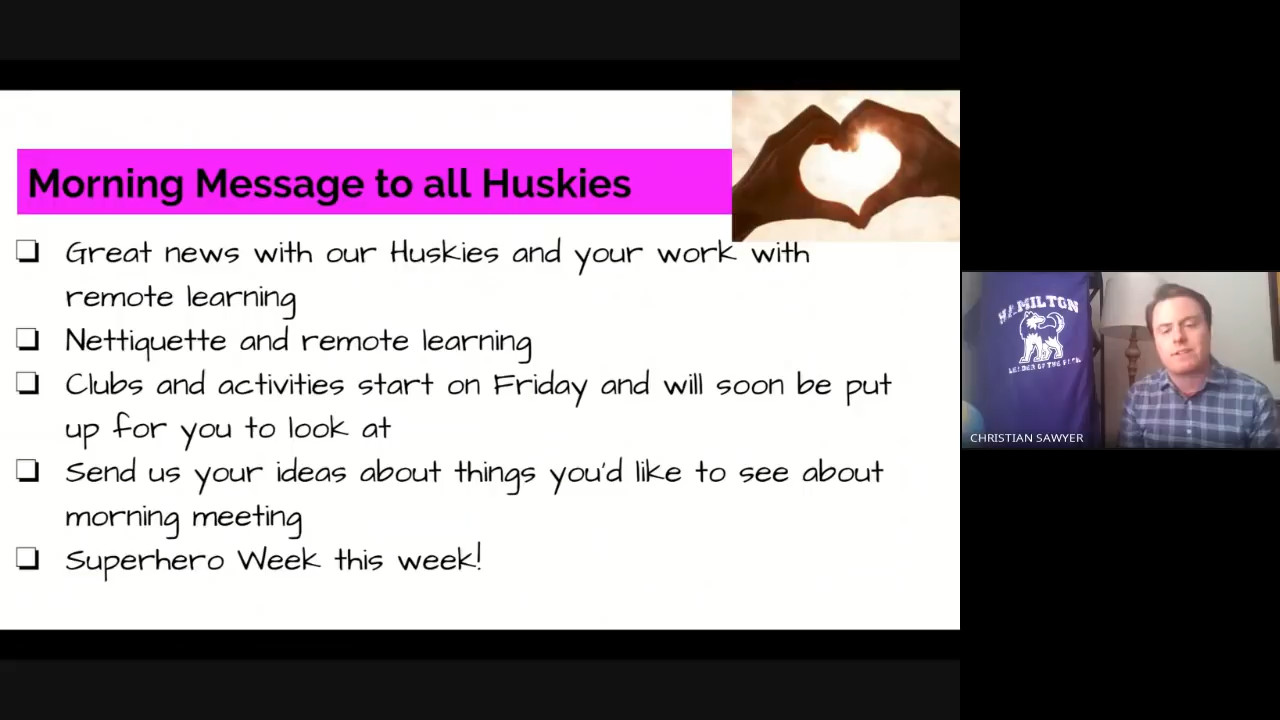 Morning Message to all Huskies
❏ Great news with our Huskies and your work with
remote learning
❏ Nettiquette and remote learning
❏ Clubs and activities start on Friday and will soon be put
up for you to look at
❏ Send us your ideas about things you'd like to see about
morning meeting
❏ Superhero Week this week!
HAMILTON
CHRISTIAN SAWYER